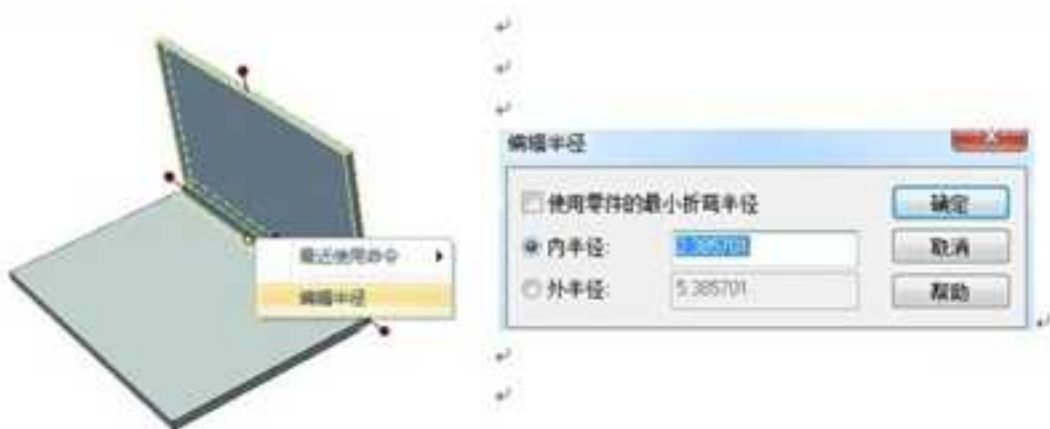 最近使用命令
编辑半径
编辑半径
使用零件的最小折弯半径
内半径:
外半径:
5.385701
确定
取消
帮助